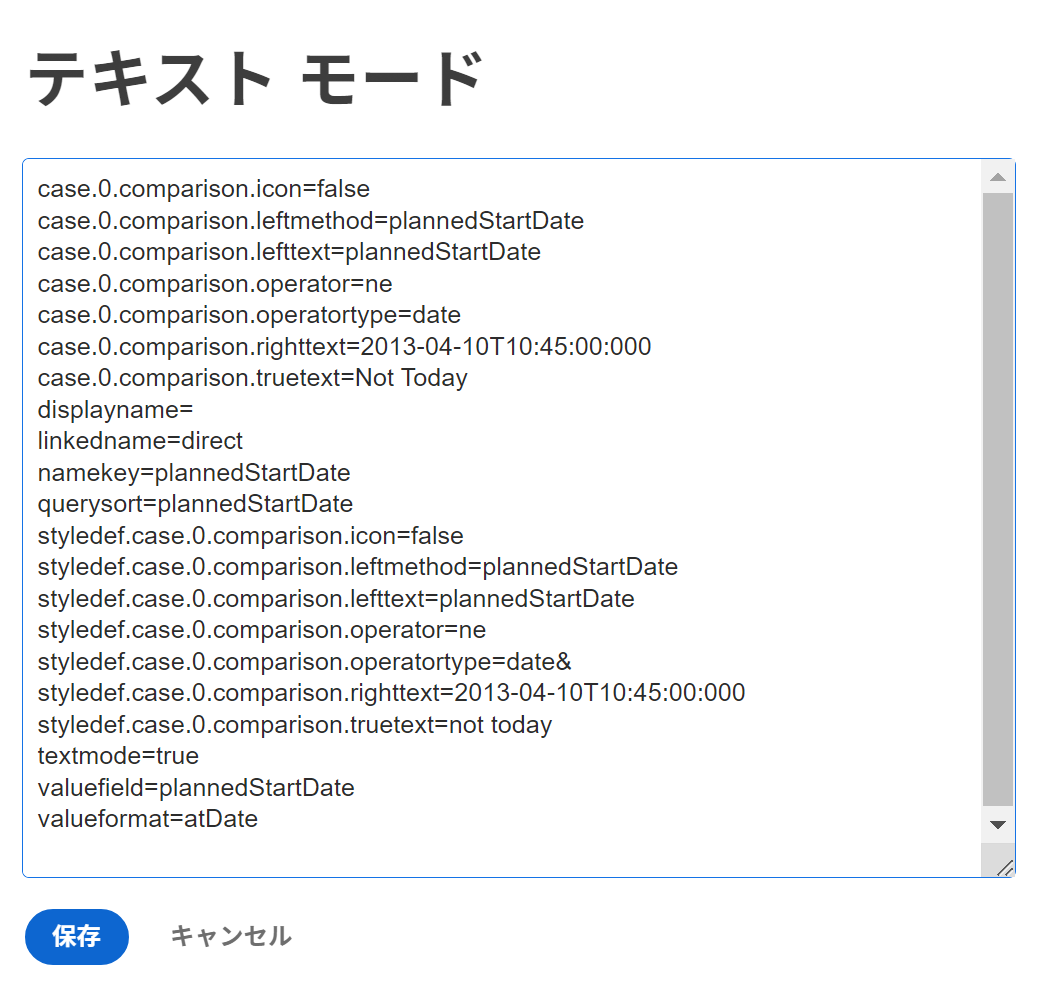 テキスト モード
case.0.comparison.icon=false
case.0.comparison.leftmethod=plannedStartDate
case.0.comparison.lefttext=plannedStartDate
case.0.comparison.operator=ne
case.0.comparison.operatortype=date
case.0.comparison.righttext=2013-04-10T10:45:00:000
case.0.comparison.truetext=Not Today
displayname=
linkedname=direct
namekey=plannedStartDate
querysort=plannedStartDate
styledef.case.0.comparison.icon=false
styledef.case.0.comparison.leftmethod=plannedStartDate
styledef.case.0.comparison.lefttext=plannedStartDate
styledef.case.0.comparison.operator=ne
styledef.case.0.comparison.operatortype=date&
styledef.case.0.comparison.righttext=2013-04-10T10:45:00:000
styledef.case.0.comparison.truetext=not today
textmode=true
valuefield=plannedStartDate
valueformat=atDate
保存 キャンセル